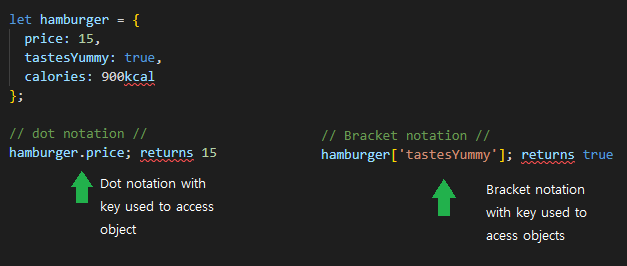 let hamburger = {
price: 15,
tastesYummy: true,
calories: 900kcal
};
// dot notation //
hamburger.price; returns 15
Dot notation with
key used to access
object
// Bracket notation //
hamburger['tastesYummy']; returns true
Bracket notation
with key used to
acess objects